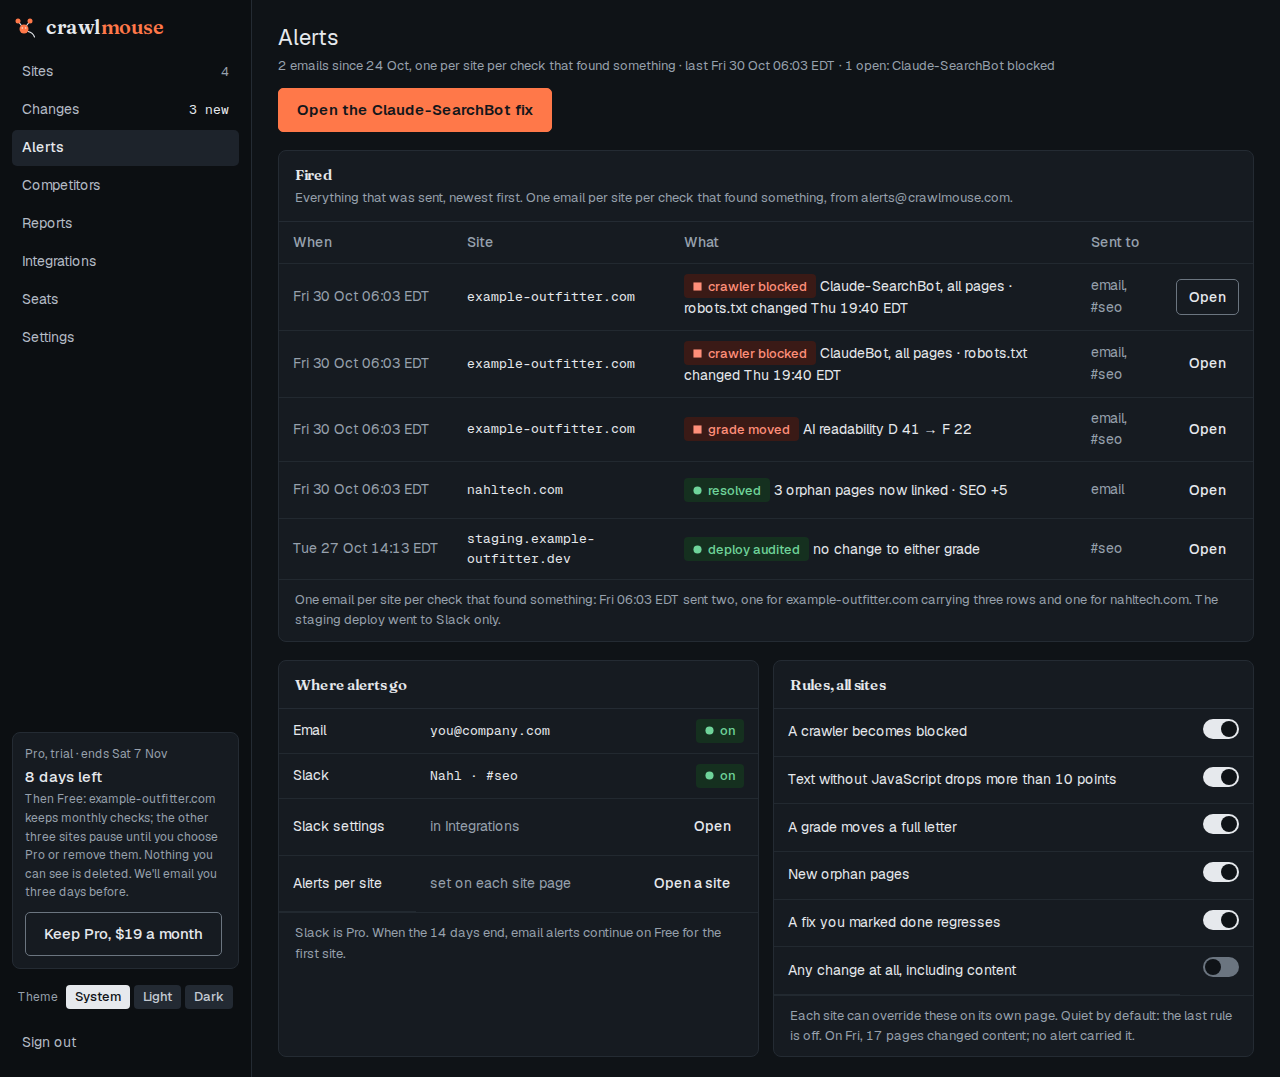 crawlmouse
Sites 4
Changes 3 new
Alerts
Competitors
Reports
Integrations
Seats
Settings
Pro, trial · ends Sat 7 Nov
8 days left
Then Free: example-outfitter.com
keeps monthly checks; the other
three sites pause until you choose
Pro or remove them. Nothing you
can see is deleted. We'll email you
three days before.
Keep Pro, $19 a month
Theme System Light Dark
Sign out
Alerts
2 emails since 24 Oct, one per site per check that found something · last Fri 30 Oct 06:03 EDT · 1 open: Claude-SearchBot blocked
Open the Claude-SearchBot fix
Fired
Everything that was sent, newest first. One email per site per check that found something, from alerts@crawlmouse.com.
When Site What Sent to
Fri 30 Oct 06:03 EDT example-outfitter.com crawler blocked Claude-SearchBot, all pages · email, Open
robots.txt changed Thu 19:40 EDT #seo
Fri 30 Oct 06:03 EDT example-outfitter.com crawler blocked ClaudeBot, all pages · robots.txt email, Open
changed Thu 19:40 EDT #seo
Fri 30 Oct 06:03 EDT example-outfitter.com grade moved AI readability D 41 → F 22 email, Open
#seo
Fri 30 Oct 06:03 EDT nahltech.com resolved 3 orphan pages now linked · SEO +5 email Open
Tue 27 Oct 14:13 EDT staging.example- deploy audited no change to either grade #seo Open
outfitter.dev
One email per site per check that found something: Fri 06:03 EDT sent two, one for example-outfitter.com carrying three rows and one for nahltech.com. The
staging deploy went to Slack only.
Where alerts go
Email you@company.com on
Slack Nahl · #seo on
Slack settings in Integrations Open
Alerts per site set on each site page Open a site
Slack is Pro. When the 14 days end, email alerts continue on Free for the
first site.
Rules, all sites
A crawler becomes blocked
Text without JavaScript drops more than 10 points
A grade moves a full letter
New orphan pages
A fix you marked done regresses
Any change at all, including content
Each site can override these on its own page. Quiet by default: the last rule
is off. On Fri, 17 pages changed content; no alert carried it.